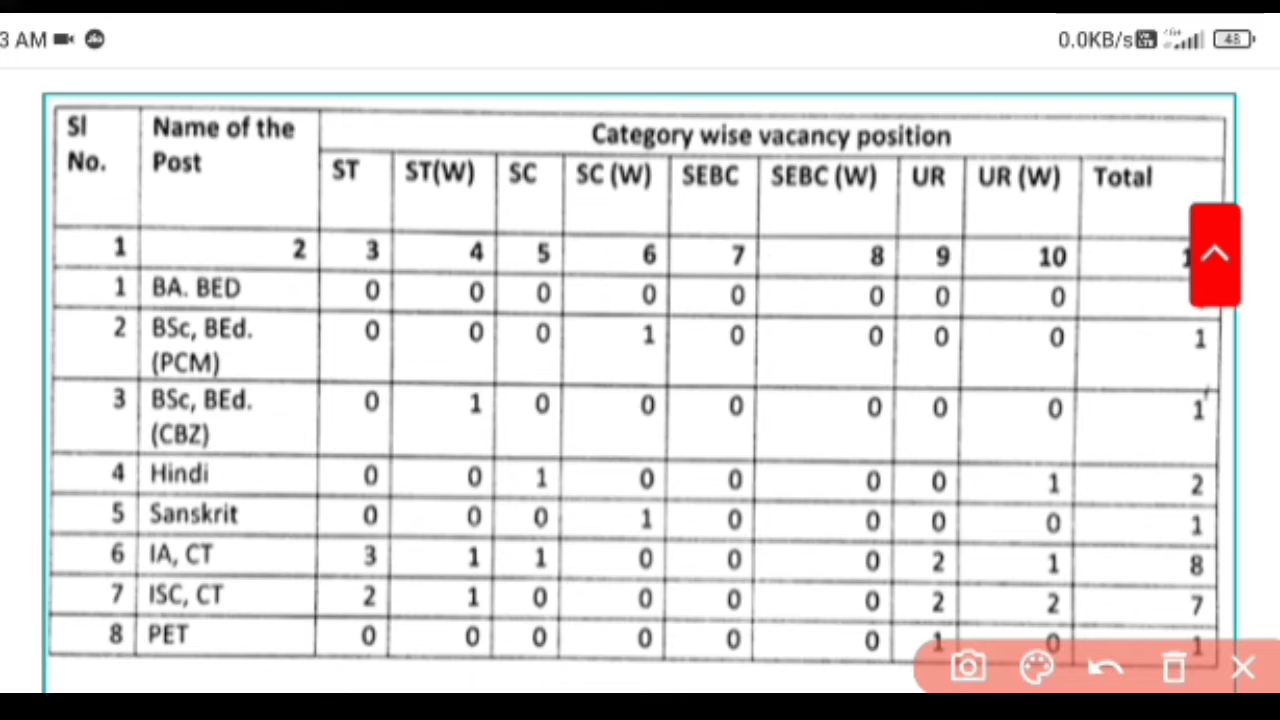 3 AM
0.0KB/s 48
Sl No. Name of the Post Category wise vacancy position
ST ST(W) SC SC (W) SEBC SEBC (W) UR UR (W) Total
1 2 3 4 5 6 7 8 9 10
1 BA. BED 0 0 0 0 0 0 0 0
2 BSc, BEd. (PCM) 0 0 0 1 0 0 0 0 1
3 BSc, BEd. (CBZ) 0 1 0 0 0 0 0 0 1
4 Hindi 0 0 1 0 0 0 0 1 2
5 Sanskrit 0 0 0 1 0 0 0 0 1
6 IA, CT 3 1 1 0 0 0 2 1 8
7 ISC, CT 2 1 0 0 0 0 2 2 7
8 PET 0 0 0 0 0 0 1 0 1